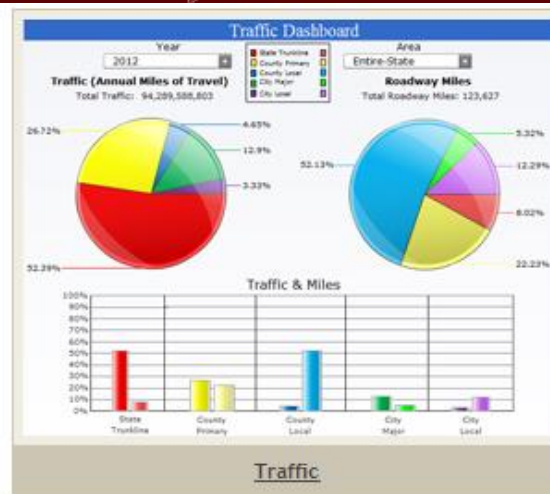 Traffic Dashboard
Year
2012
State Trunkline
County Primary
County Local
City Major
City Local
Area
Entire-State
Traffic (Annual Miles of Travel)
Total Traffic: 94,289,588,803
Roadway Miles
Total Roadway Miles: 123,627
26.72%
4.65%
12.9%
3.33%
52.39%
52.13%
5.32%
12.29%
8.02%
22.23%
Traffic & Miles
100%
90%
80%
70%
60%
50%
40%
30%
20%
10%
0%
State
Trunkline
County
Primary
County
Local
City
Major
City
Local
Traffic